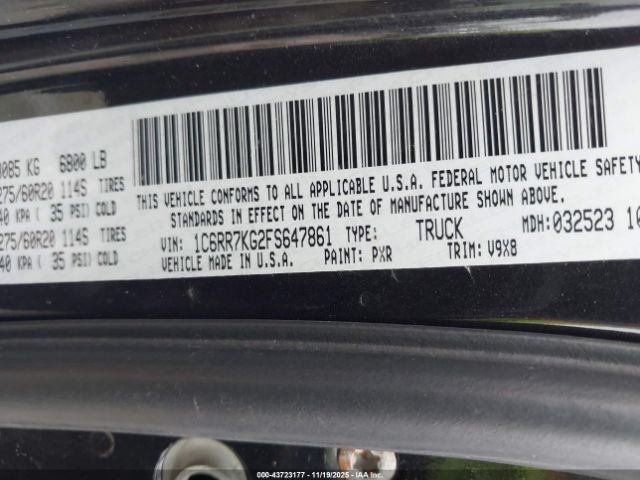 3085 KG 6800 LB
275/60R20 114S TIRES
40 KPA ( 35 PSI) COLD
275/60R20 114S TIRES
40 KPA ( 35 PSI) COLD
THIS VEHICLE CONFORMS TO ALL APPLICABLE U.S.A. FEDERAL MOTOR VEHICLE SAFETY
STANDARDS IN EFFECT ON THE DATE OF MANUFACTURE SHOWN ABOVE.
VIN: 1C6RR7KG2FS647861 TYPE: TRUCK MDH: 032523 10
VEHICLE MADE IN U.S.A. PAINT: PXR TRIM: V9X8
000-43723177 - 11/19/2025 - IAA Inc.